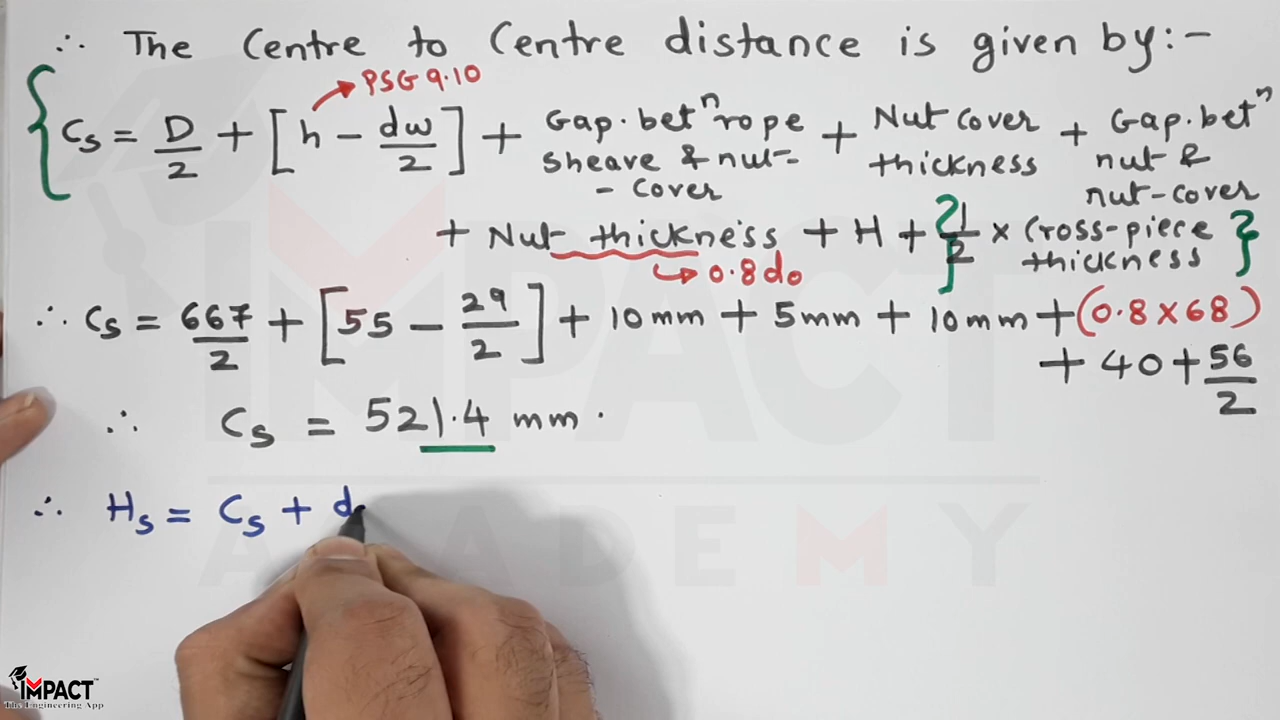 ∴ The Centre to Centre distance is given by:-
PSG 9.10
Cs = D/2 + [h - dw/2] + Gap. betⁿ rope sheave & nut-cover + Nut cover thickness + Gap. betⁿ nut & nut-cover
+ Nut thickness + H + {1/2 × Cross-piece thickness}
→ 0.8do
∴ Cs = 667/2 + [55 - 29/2] + 10mm + 5mm + 10mm + (0.8 X 68)
+ 40 + 56/2
∴ Cs = 521.4 mm.
∴ Hs = Cs + d
IMPACT
ACADEMY
IMPACT
The Engineering App